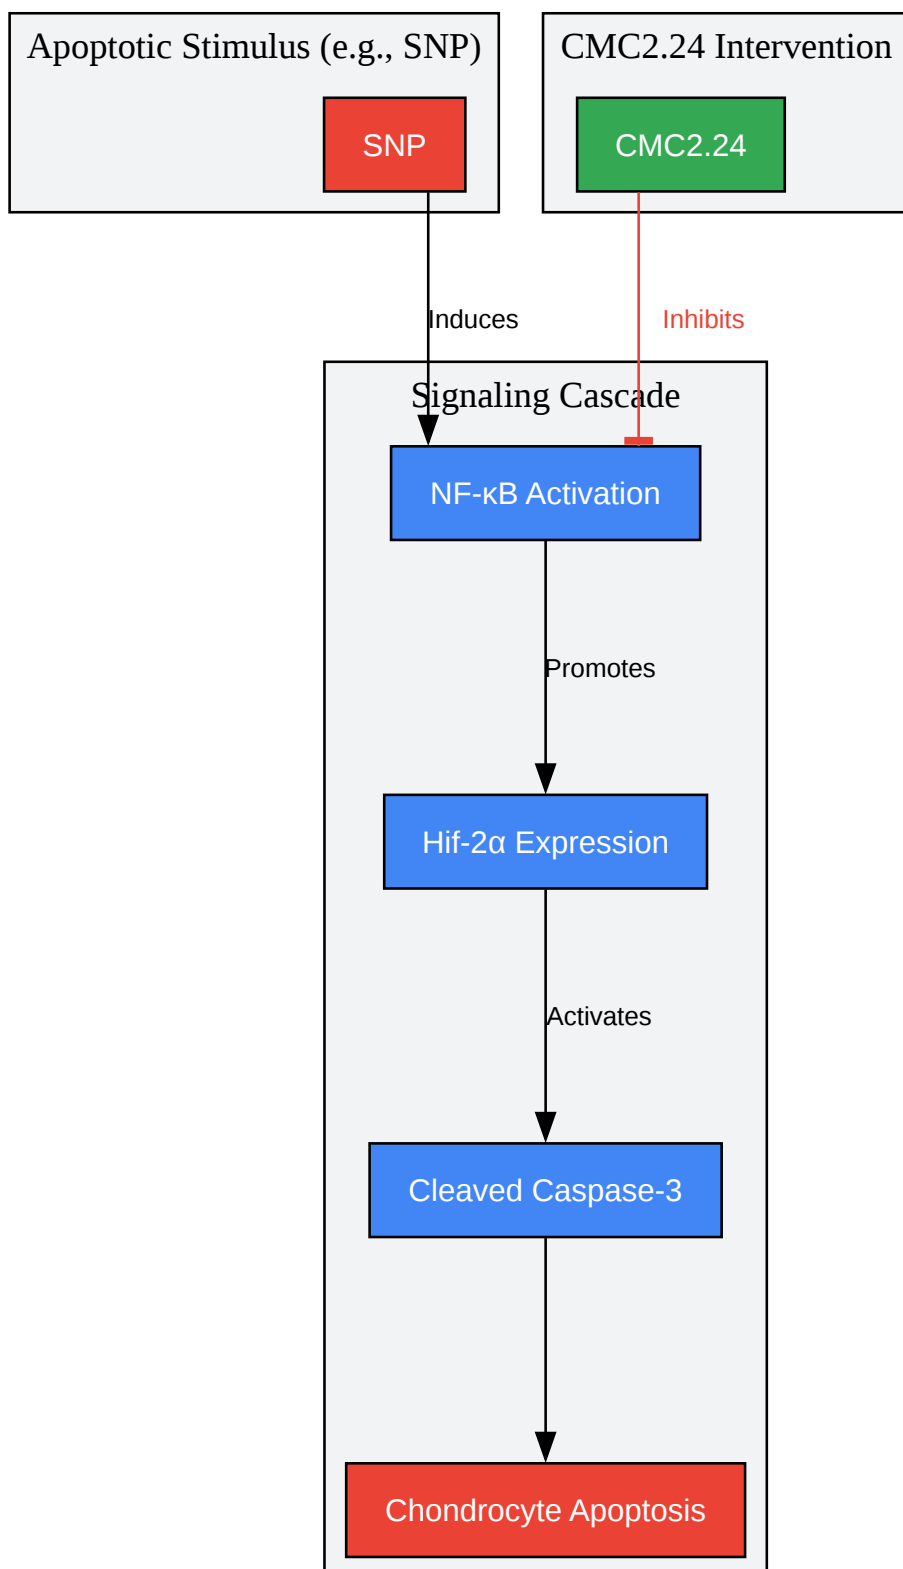 Apoptotic Stimulus (e.g., SNP)
CMC2.24 Intervention
SNP
CMC2.24
Induces
Inhibits
Signaling Cascade
NF-κB Activation
Promotes
Hif-2α Expression
Activates
Cleaved Caspase-3
Chondrocyte Apoptosis